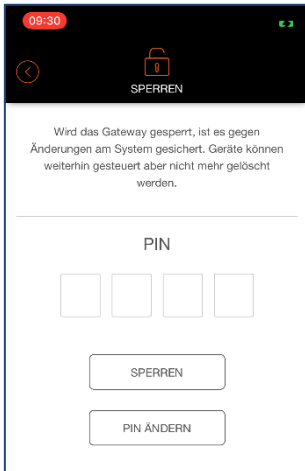 09:30
SPERREN
Wird das Gateway gesperrt, ist es gegen
Änderungen am System gesichert. Geräte können
weiterhin gesteuert aber nicht mehr gelöscht
werden.
PIN
SPERREN
PIN ÄNDERN